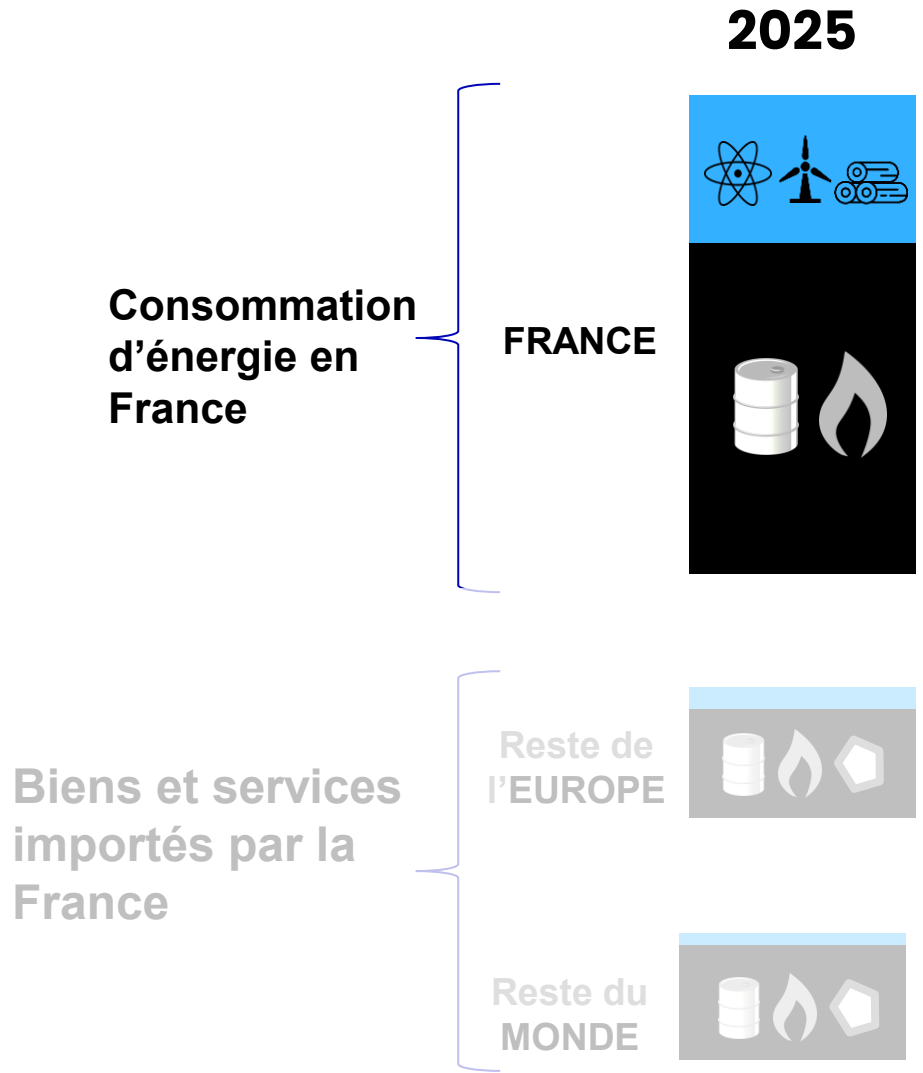 2025
Consommation
d’énergie en
France
FRANCE
Biens et services
importés par la
France
Reste de
l’EUROPE
Reste du
MONDE